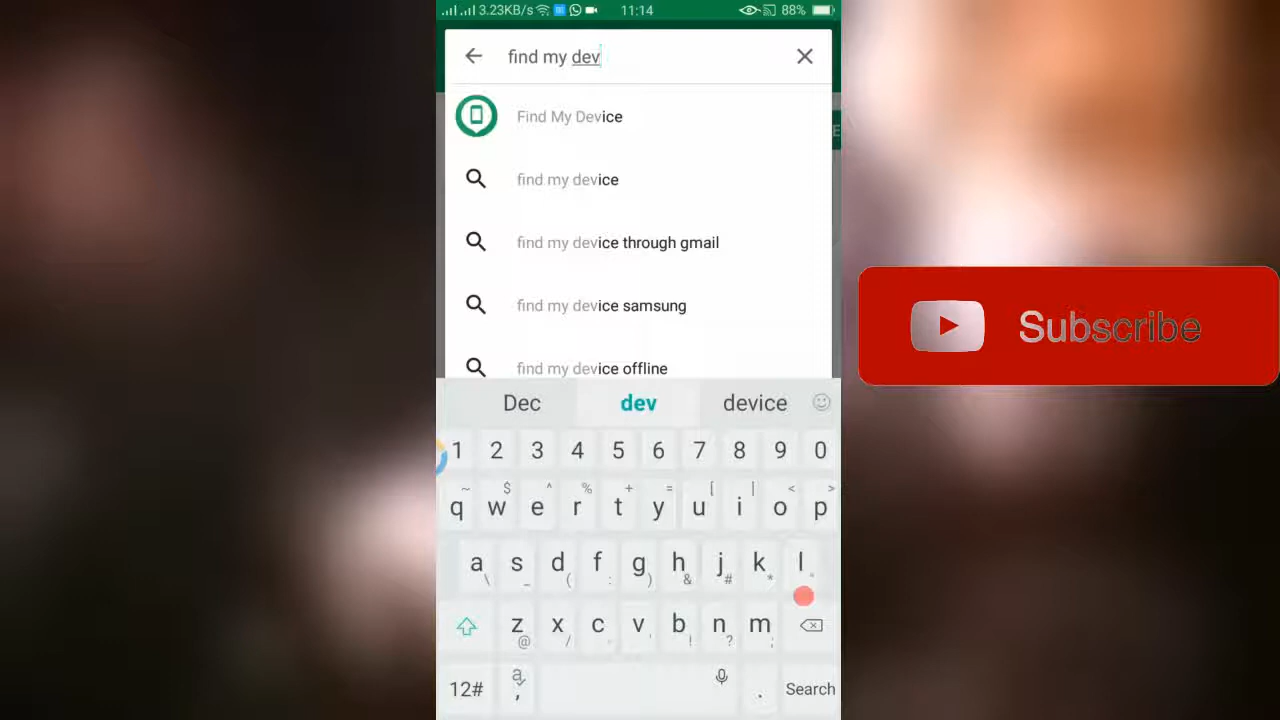 3.23KB/s 11:14 88%
find my dev
Find My Device
find my device
find my device through gmail
find my device samsung
find my device offline
Subscribe
Dec dev device
1 2 3 4 5 6 7 8 9 0
~ $ ^ % + = { | < >
q w e r t y u i o p
a s d f g h j k l
\ _ ( : ) & # *
z x c v b n m
@ / ! ? ;
12# , . Search